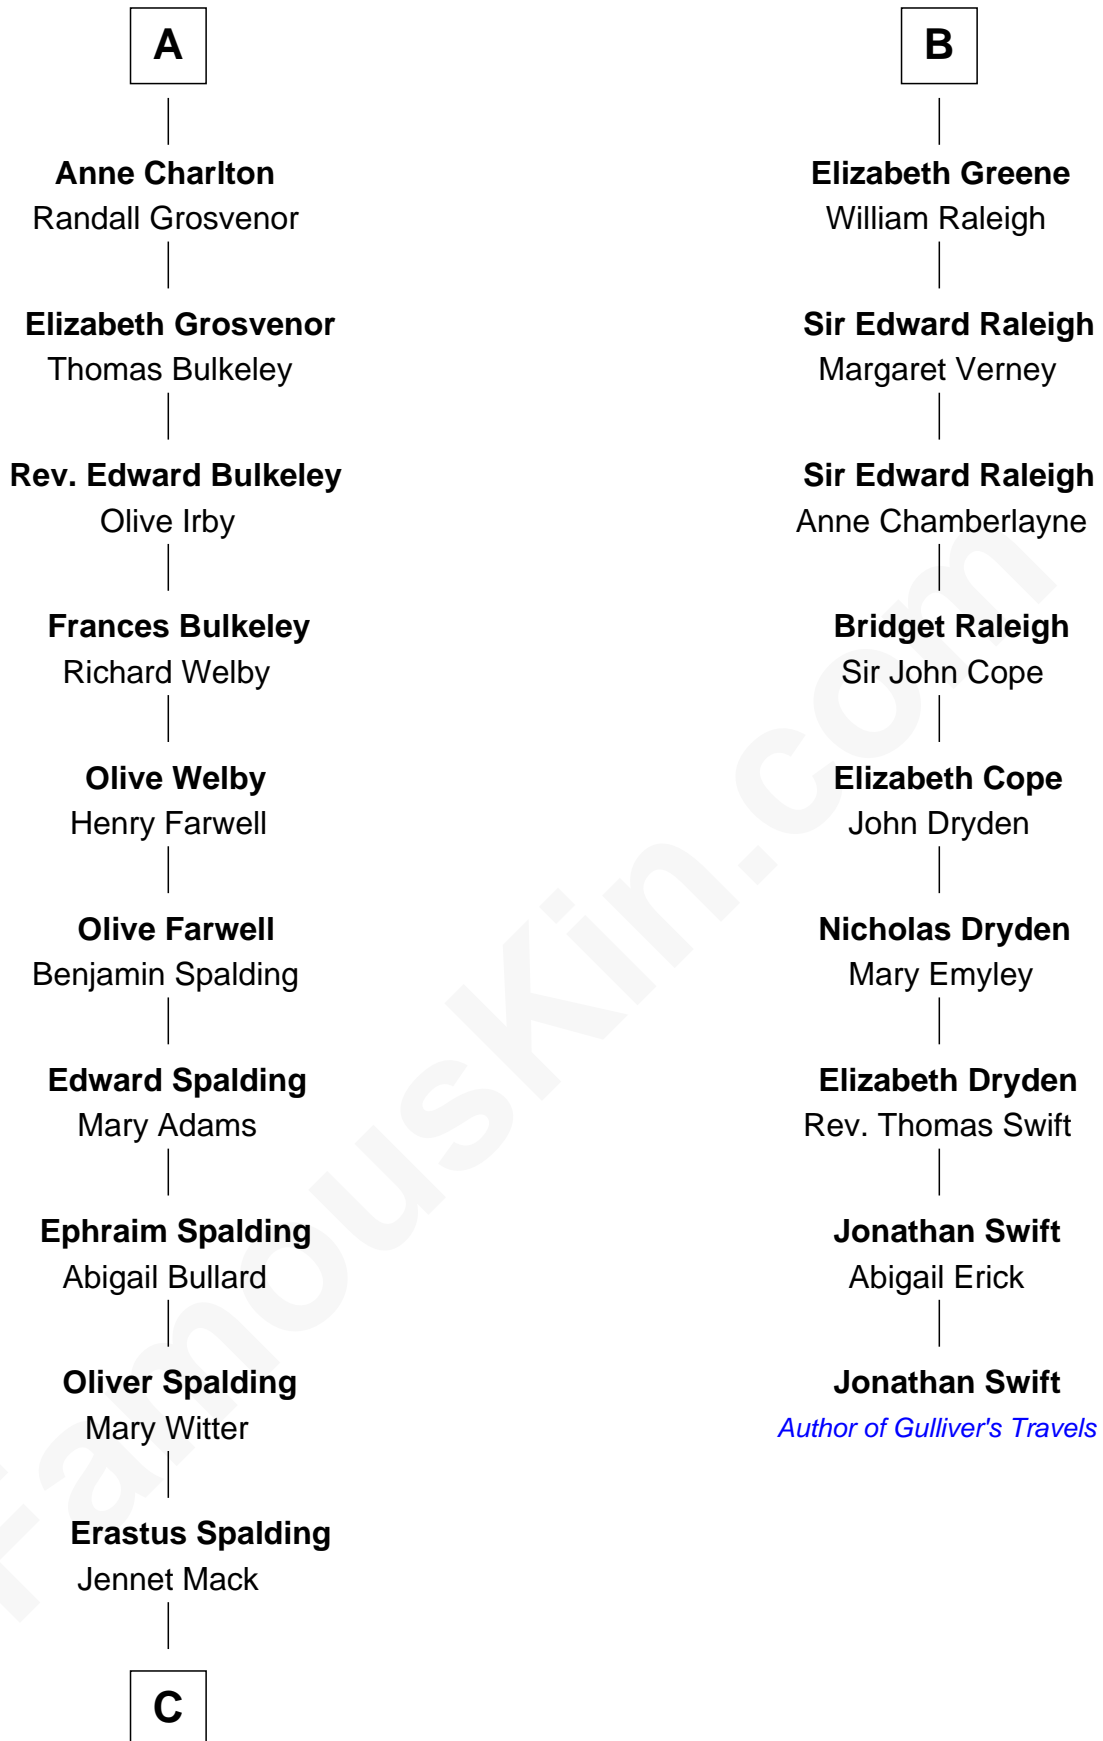 A
Anne Charlton
Randall Grosvenor
Elizabeth Grosvenor
Thomas Bulkeley
Rev. Edward Bulkeley
Olive Irby
Frances Bulkeley
Richard Welby
Olive Welby
Henry Farwell
Olive Farwell
Benjamin Spalding
Edward Spalding
Mary Adams
Ephraim Spalding
Abigail Bullard
Oliver Spalding
Mary Witter
Erastus Spalding
Jennet Mack
C
B
Elizabeth Greene
William Raleigh
Sir Edward Raleigh
Margaret Verney
Sir Edward Raleigh
Anne Chamberlayne
Bridget Raleigh
Sir John Cope
Elizabeth Cope
John Dryden
Nicholas Dryden
Mary Emyley
Elizabeth Dryden
Rev. Thomas Swift
Jonathan Swift
Abigail Erick
Jonathan Swift
Author of Gulliver's Travels
FamousKin.com